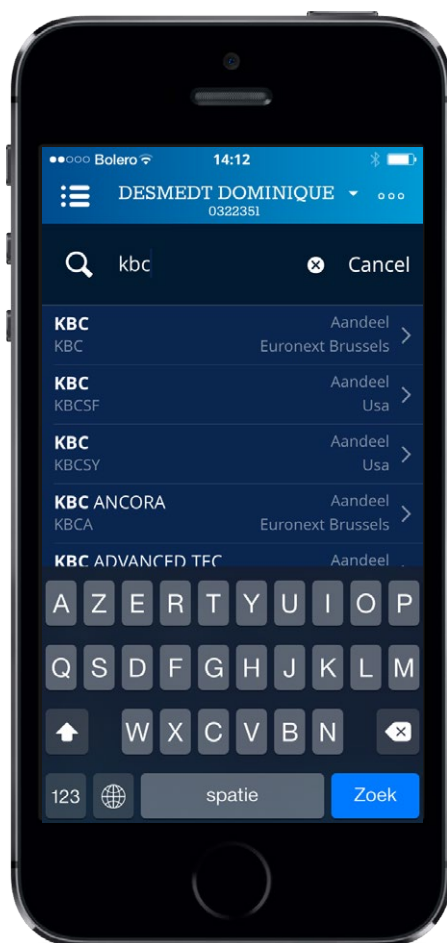 Bolero 14:12
DESMEDT DOMINIQUE
0322351
kbc Cancel
KBC Aandeel
KBC Euronext Brussels
KBC Aandeel
KBCSF Usa
KBC Aandeel
KBCSY Usa
KBC ANCORA Aandeel
KBCA Euronext Brussels
KBC ADVANCED TEC Aandeel
A Z E R T Y U I O P
Q S D F G H J K L M
W X C V B N
123 spatie Zoek